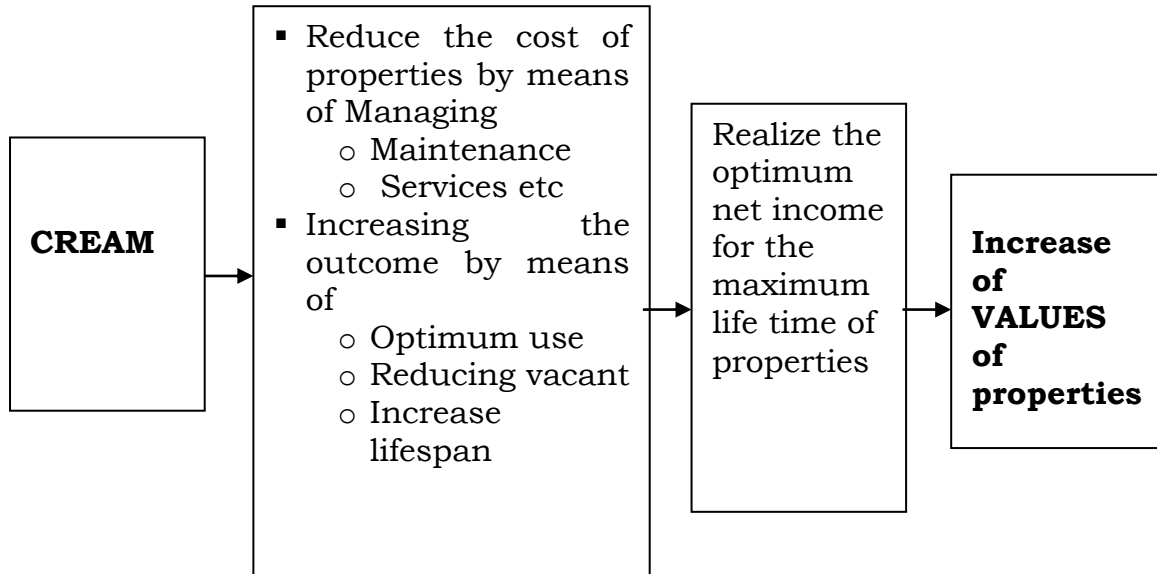 CREAM
▪ Reduce the cost of
properties by means
of Managing
o Maintenance
o Services etc
▪ Increasing the
outcome by means
of
o Optimum use
o Reducing vacant
o Increase
lifespan
Realize the
optimum
net income
for the
maximum
life time of
properties
Increase
of
VALUES
of
properties